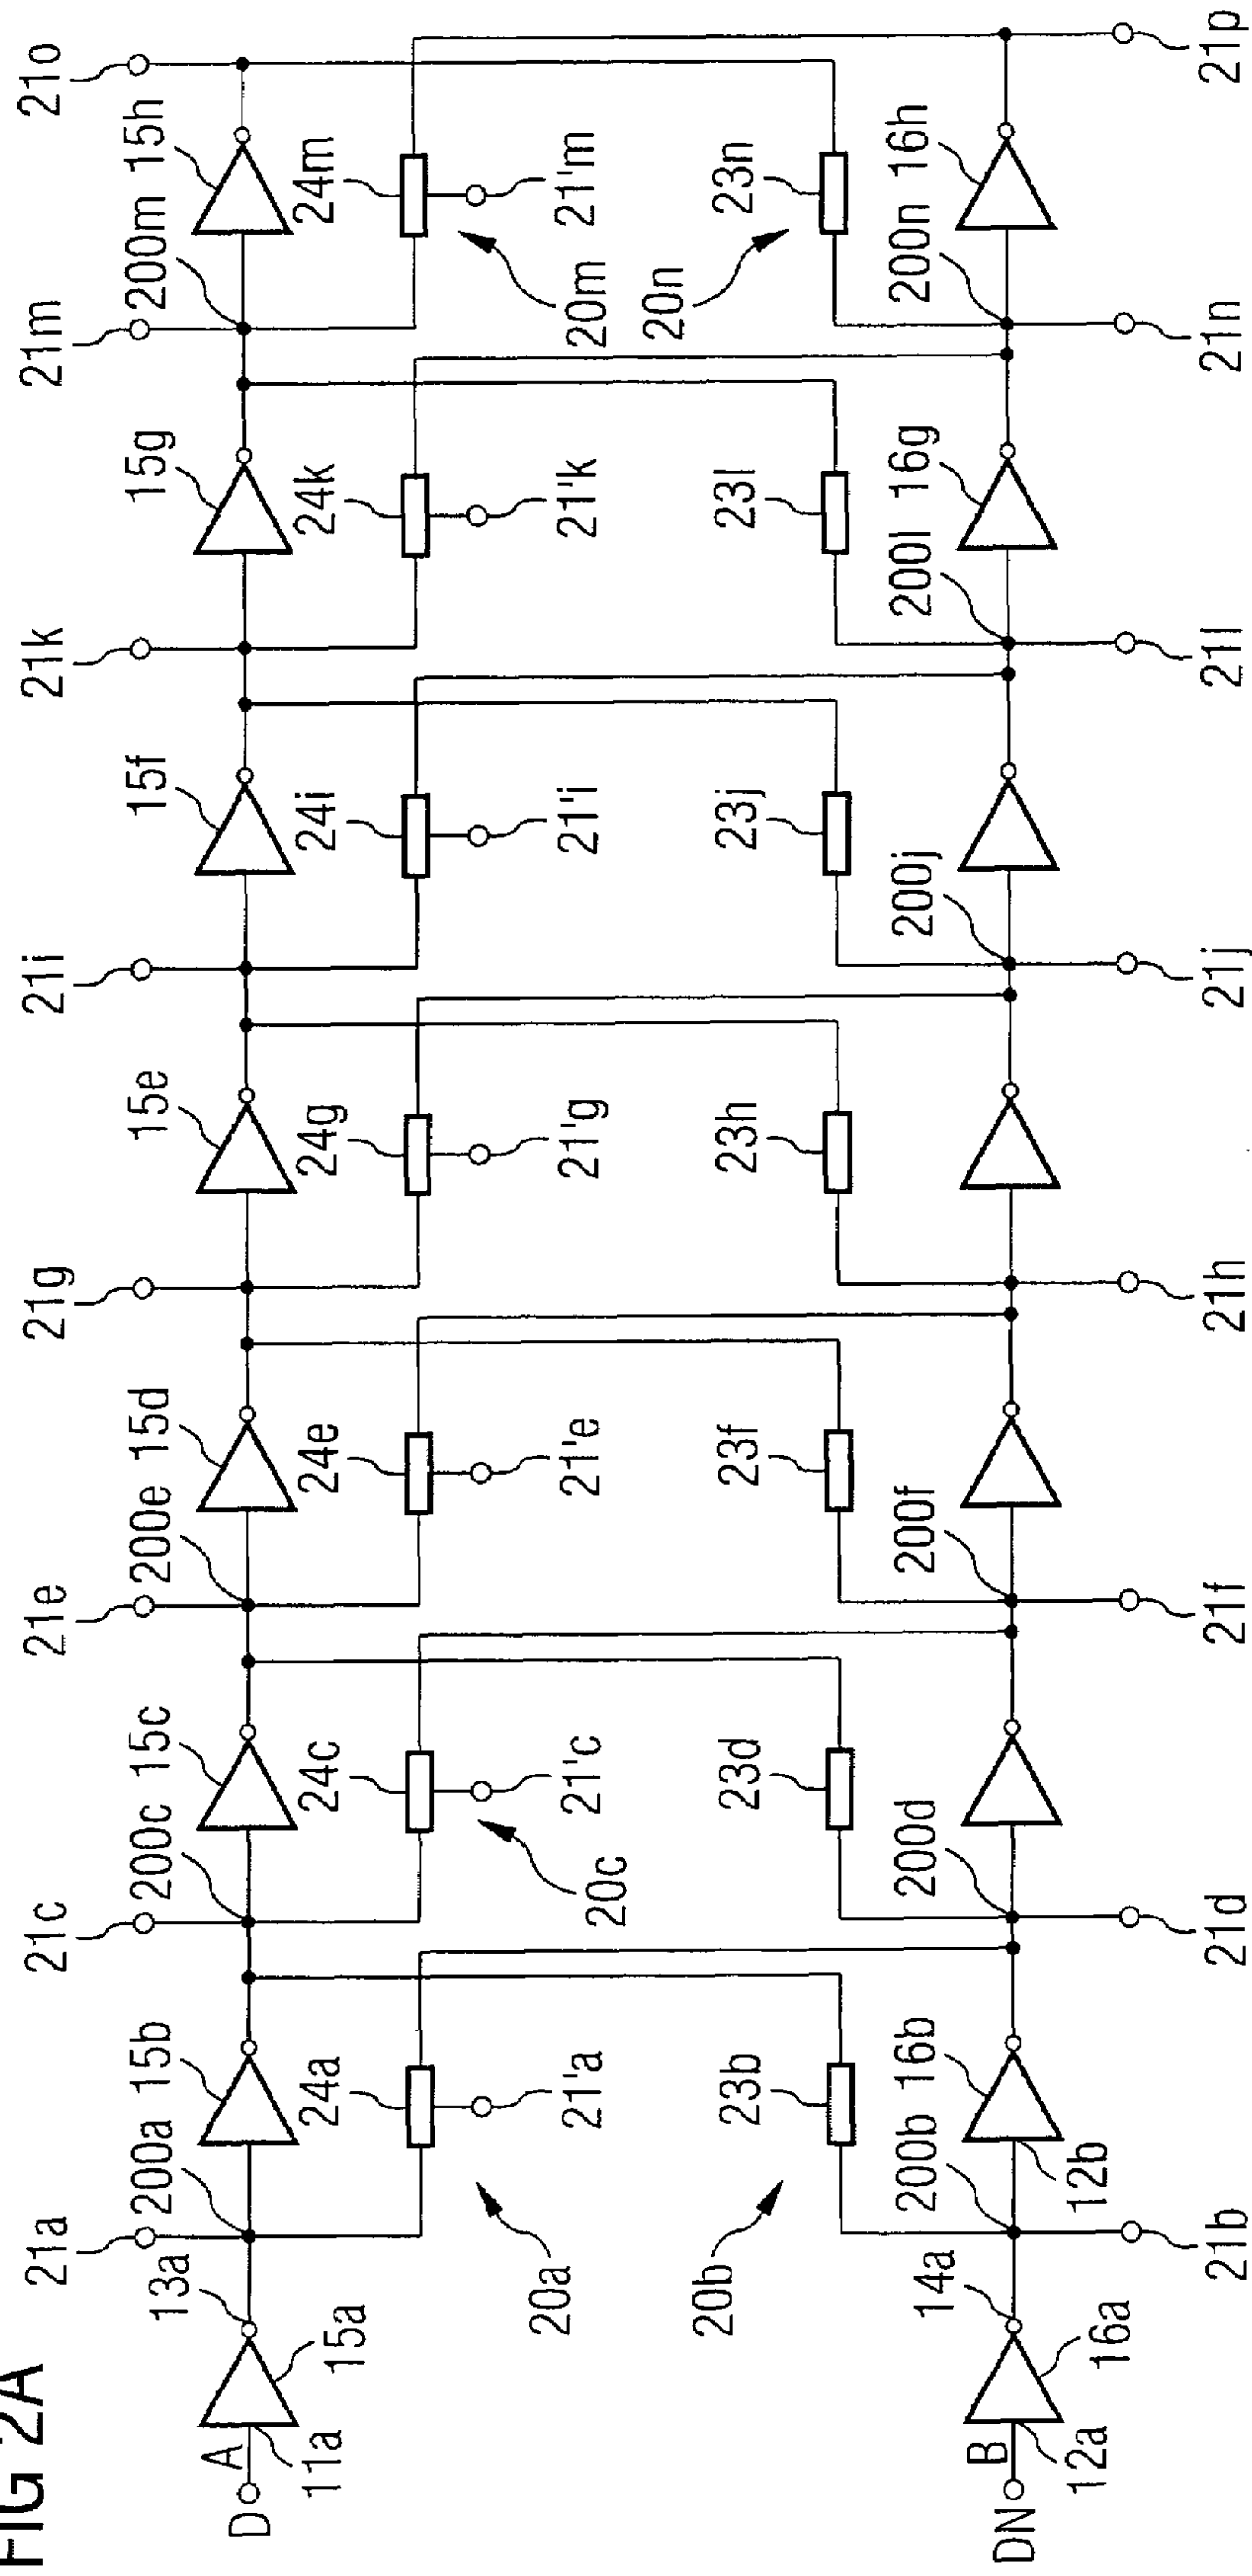 FIG 2A
21a
21c
21e
21g
21i
21k
21m
21o
13a
200a
15b
200c
15c
200e
15d
15e
15f
15g
200m
15h
D
A
11a
15a
24a
24c
24e
24g
24i
24k
24m
21'a
21'c
21'e
21'g
21'i
21'k
21'm
20a
20c
20m
20b
20n
23b
23d
23f
23h
23j
23l
23n
14a
200b
16b
200d
200f
200j
200l
16g
200n
16h
DN
B
12a
16a
12b
21b
21d
21f
21h
21j
21l
21n
21p